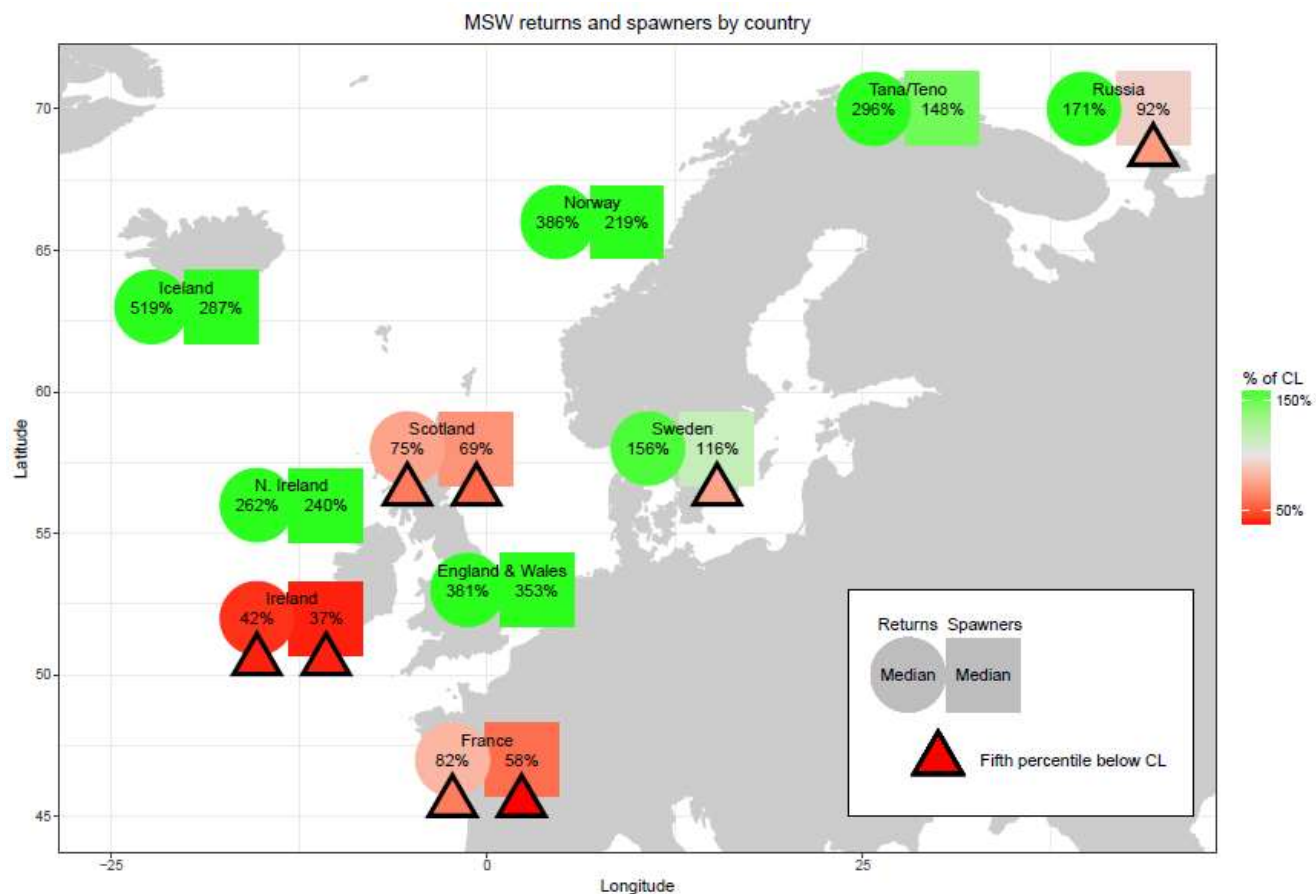 MSW returns and spawners by country
Tana/Teno
296% 148%
Russia
171% 92%
Norway
386% 219%
Iceland
519% 287%
Scotland
75% 69%
Sweden
156% 116%
N. Ireland
262% 240%
England & Wales
381% 353%
Ireland
42% 37%
France
82% 58%
70
65
60
55
50
45
Latitude
−25 0 25
Longitude
% of CL
150%
50%
Returns Spawners
Median Median
Fifth percentile below CL